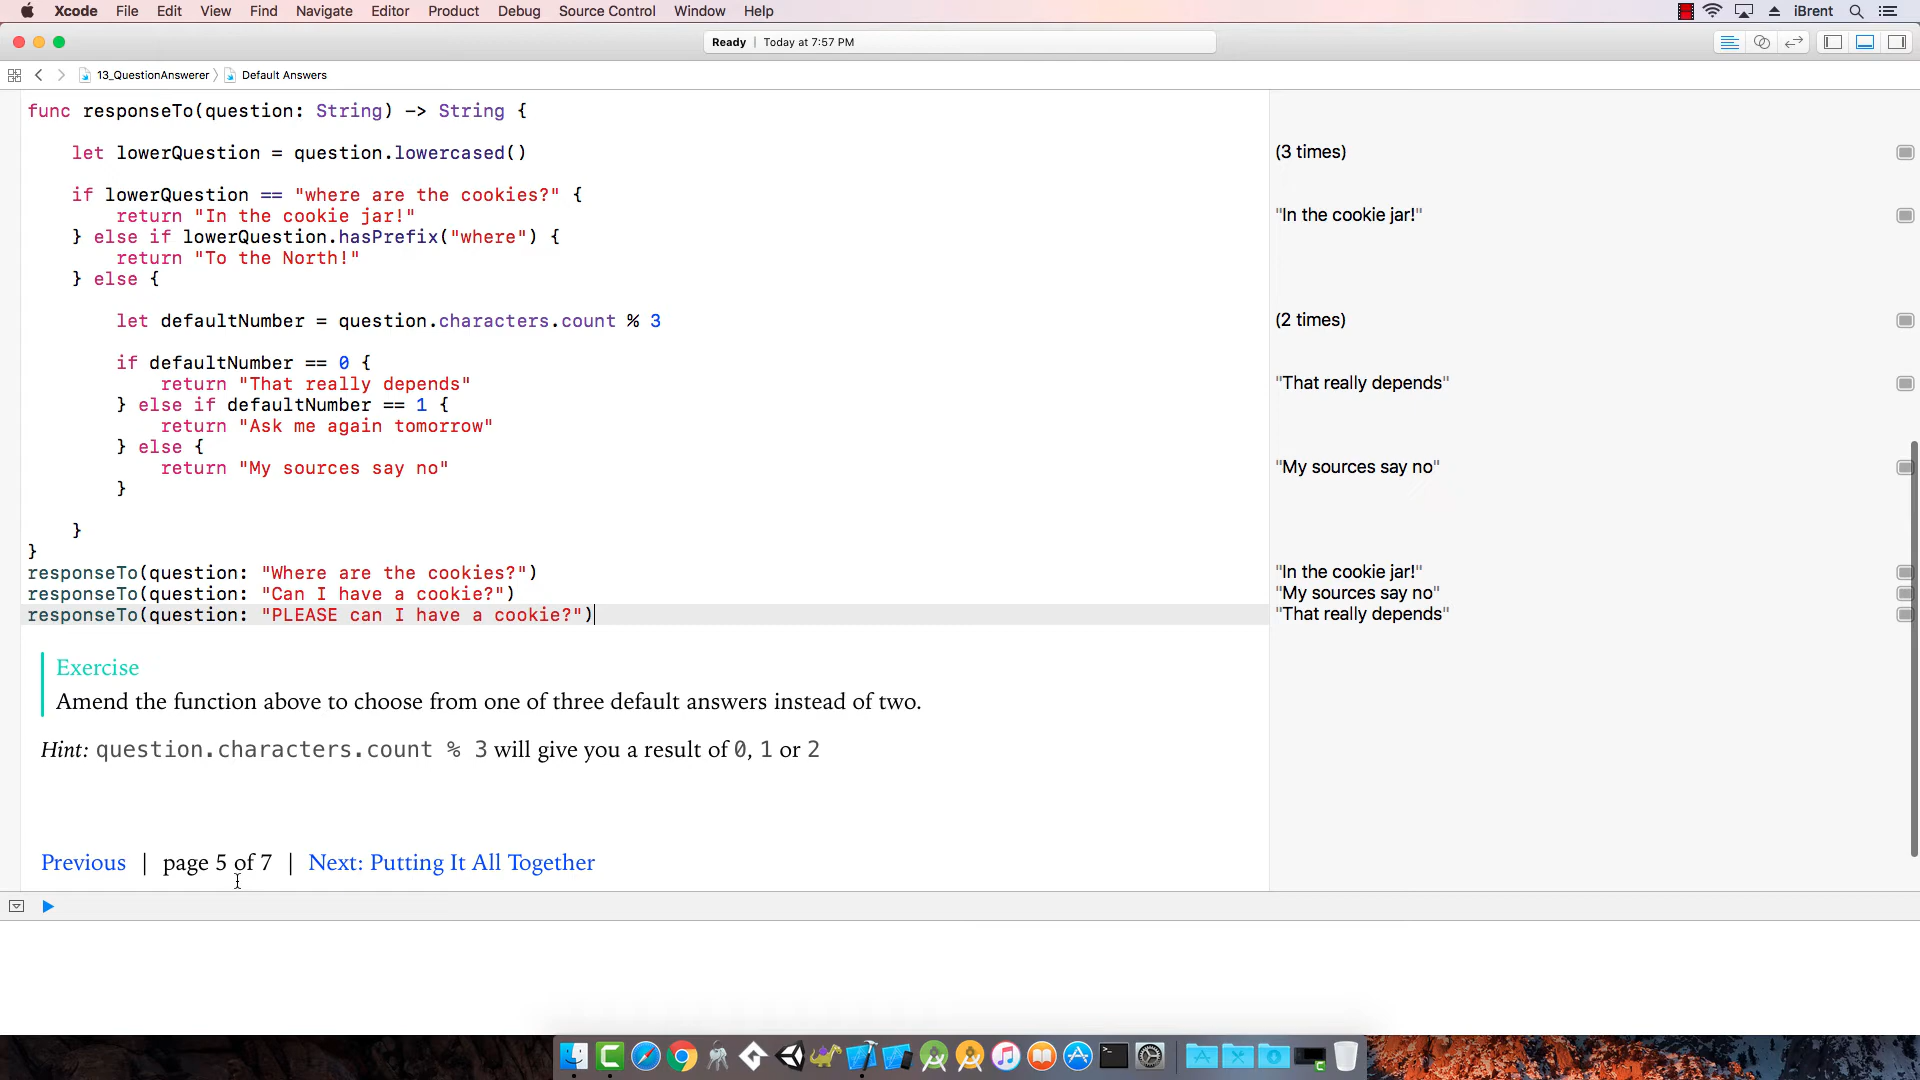 Xcode File Edit View Find Navigate Editor Product Debug Source Control Window Help iBrent
Ready | Today at 7:57 PM
13_QuestionAnswerer Default Answers
func responseTo(question: String) -> String {
let lowerQuestion = question.lowercased() (3 times)
if lowerQuestion == "where are the cookies?" {
return "In the cookie jar!" "In the cookie jar!"
} else if lowerQuestion.hasPrefix("where") {
return "To the North!"
} else {
let defaultNumber = question.characters.count % 3 (2 times)
if defaultNumber == 0 {
return "That really depends" "That really depends"
} else if defaultNumber == 1 {
return "Ask me again tomorrow"
} else {
return "My sources say no" "My sources say no"
}
}
}
responseTo(question: "Where are the cookies?") "In the cookie jar!"
responseTo(question: "Can I have a cookie?") "My sources say no"
responseTo(question: "PLEASE can I have a cookie?") "That really depends"
Exercise
Amend the function above to choose from one of three default answers instead of two.
Hint: question.characters.count % 3 will give you a result of 0, 1 or 2
Previous | page 5 of 7 | Next: Putting It All Together